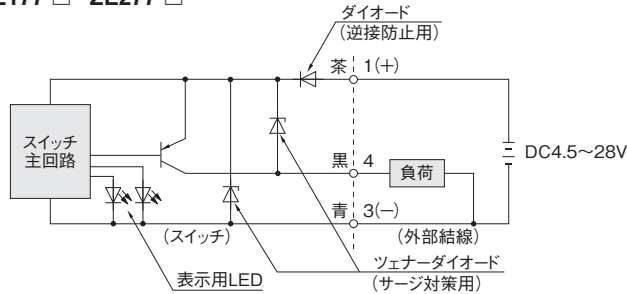 ダイオード
(逆接防止用)
茶 1(+)
スイッチ
主回路
DC4.5～28V
黒 4
負荷
青 3(−)
(スイッチ)
(外部結線)
ツェナーダイオード
(サージ対策用)
表示用LED